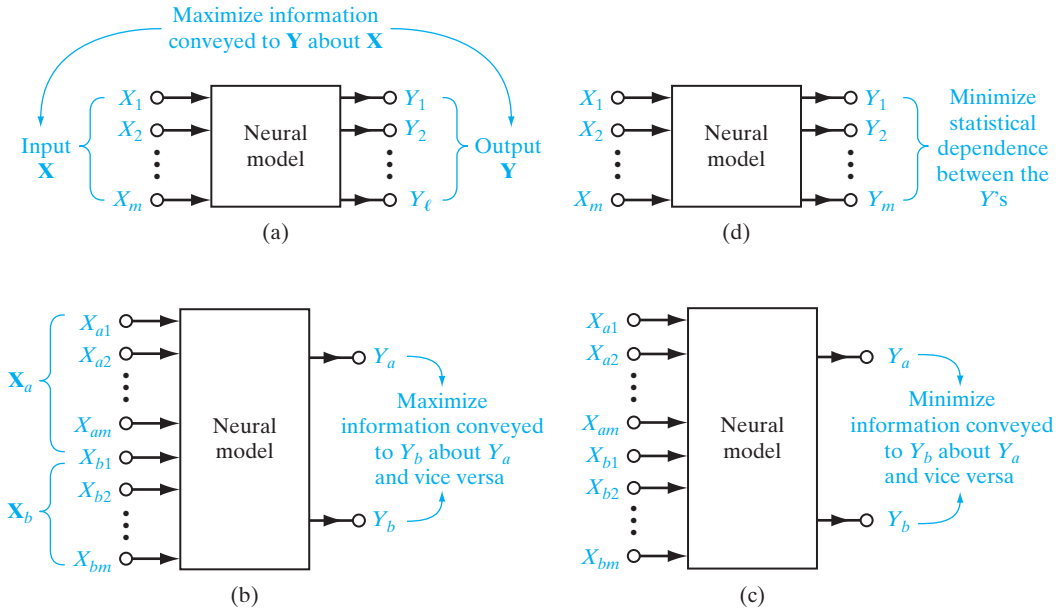 Maximize information
conveyed to Y about X
X1
X2
Xm
Input
X
Neural
model
Y1
Y2
Yℓ
Output
Y
(a)
X1
X2
Xm
Neural
model
Y1
Y2
Ym
Minimize
statistical
dependence
between the
Y's
(d)
Xa
Xb
Xa1
Xa2
Xam
Xb1
Xb2
Xbm
Neural
model
Ya
Maximize
information conveyed
to Yb about Ya
and vice versa
Yb
(b)
Xa1
Xa2
Xam
Xb1
Xb2
Xbm
Neural
model
Ya
Minimize
information conveyed
to Yb about Ya
and vice versa
Yb
(c)